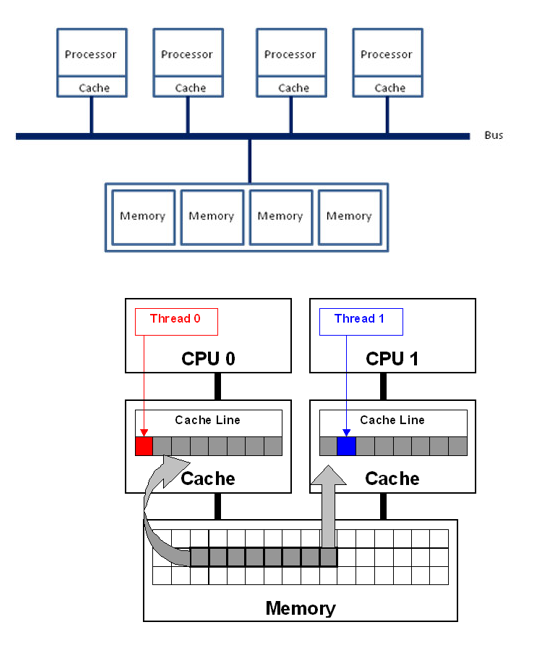 Processor
Processor
Processor
Processor
Cache
Cache
Cache
Cache
Bus
Memory
Memory
Memory
Memory
Thread 0
Thread 1
CPU 0
CPU 1
Cache Line
Cache Line
Cache
Cache
Memory